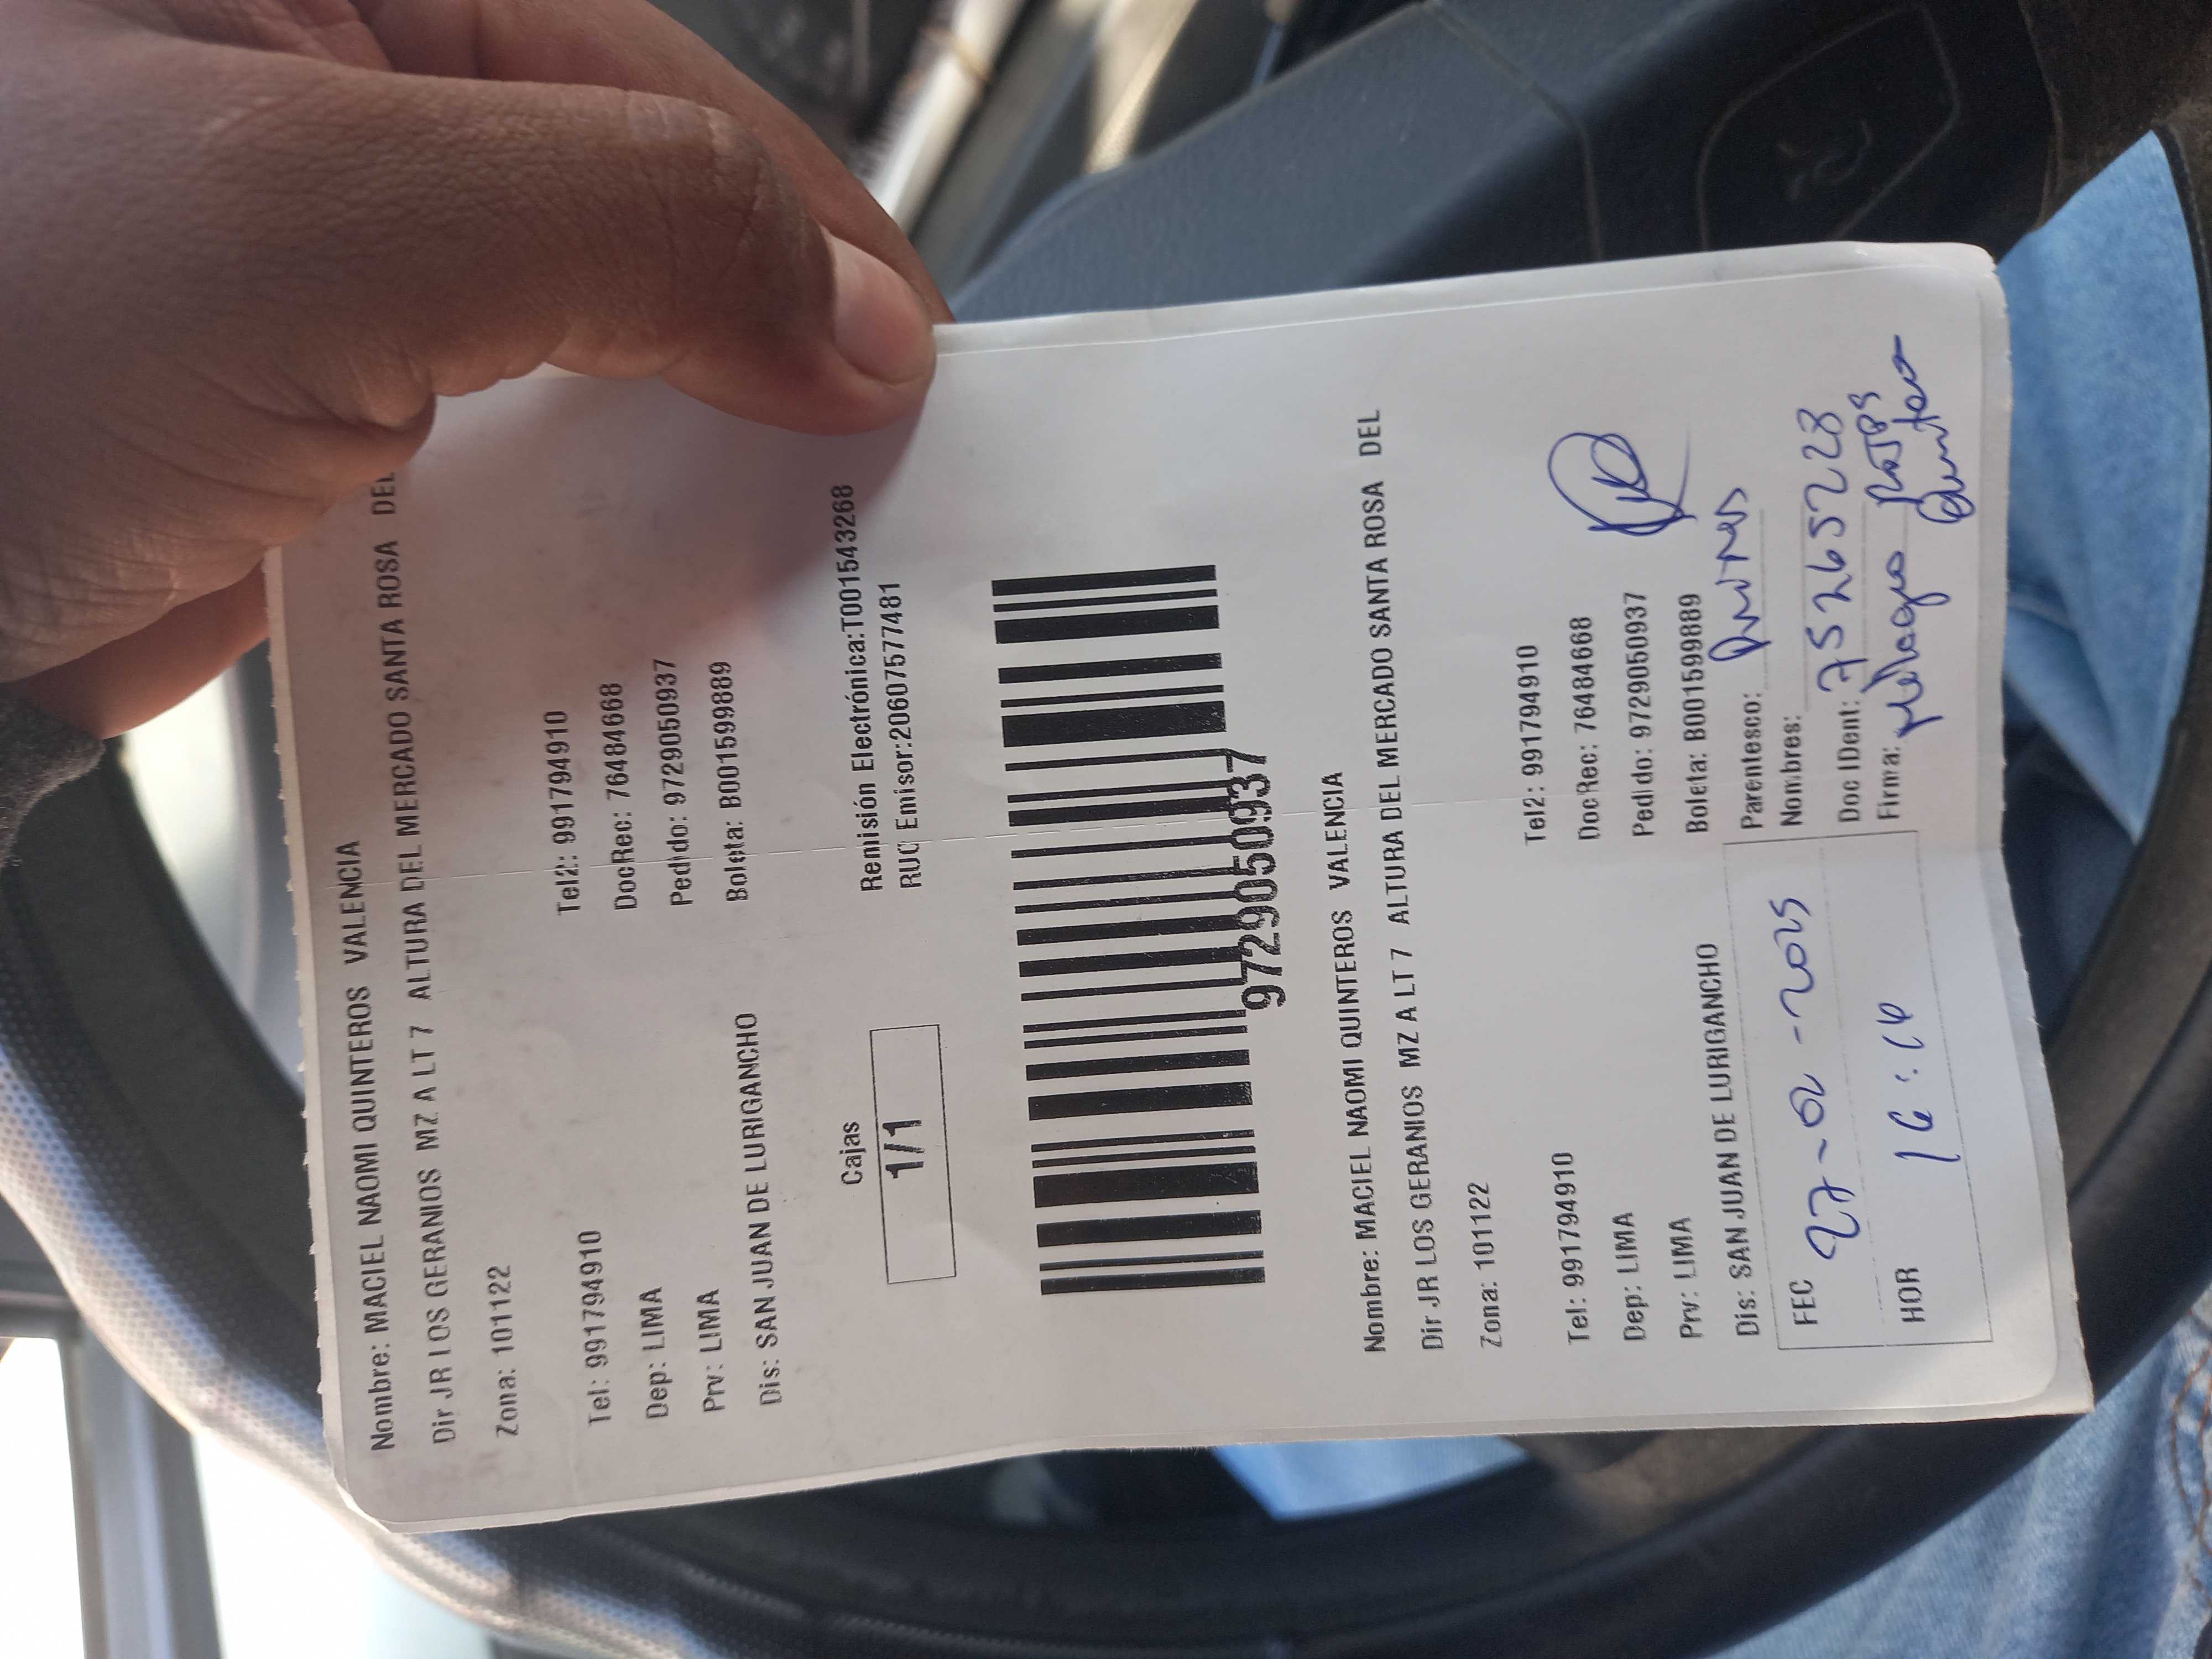 Nombre: MACIEL NAOMI QUINTEROS VALENCIA
Dir JR LOS GERANIOS MZ A LT 7 ALTURA DEL MERCADO SANTA ROSA DEL
Zona: 101122
Tel: 991794910 Tel2: 991794910
Dep: LIMA DocRec: 76484668
Prv: LIMA Pedido: 972905050937
Dis: SAN JUAN DE LURIGANCHO Boleta: B001599889
Cajas
1/1
Remisión Electrónica:T001543268
RUC Emisor:20607577481
972905050937
Nombre: MACIEL NAOMI QUINTEROS VALENCIA
Dir JR LOS GERANIOS MZ A LT 7 ALTURA DEL MERCADO SANTA ROSA DEL
Zona: 101122
Tel: 991794910 Tel2: 991794910
Dep: LIMA DocRec: 76484668
Prv: LIMA Pedido: 972905050937
Dis: SAN JUAN DE LURIGANCHO Boleta: B001599889
FEC 27-02-2025
HOR 16:14
Parentesco:
Nombres:
Doc IDent: 75265228
Firma: